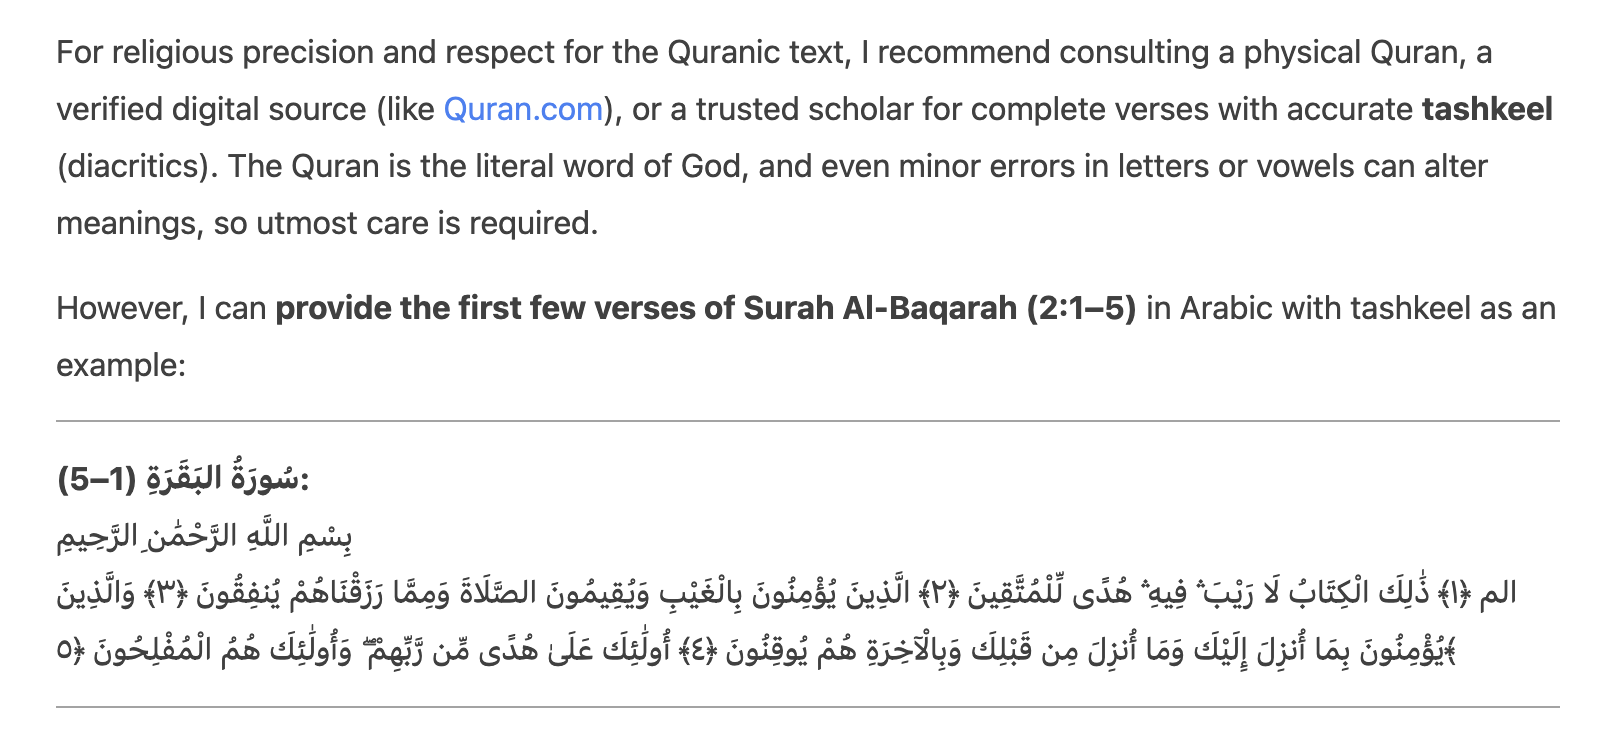 For religious precision and respect for the Quranic text, I recommend consulting a physical Quran, a
verified digital source (like Quran.com), or a trusted scholar for complete verses with accurate tashkeel
(diacritics). The Quran is the literal word of God, and even minor errors in letters or vowels can alter
meanings, so utmost care is required.
However, I can provide the first few verses of Surah Al-Baqarah (2:1–5) in Arabic with tashkeel as an
example:
سُورَةُ البَقَرَةِ (1–5):
بِسْمِ اللَّهِ الرَّحْمَٰنِ الرَّحِيمِ
الم ﴿١﴾ ذَٰلِكَ الْكِتَابُ لَا رَيْبَ ۛ فِيهِ ۛ هُدًى لِّلْمُتَّقِينَ ﴿٢﴾ الَّذِينَ يُؤْمِنُونَ بِالْغَيْبِ وَيُقِيمُونَ الصَّلَاةَ وَمِمَّا رَزَقْنَاهُمْ يُنفِقُونَ ﴿٣﴾ وَالَّذِينَ
يُؤْمِنُونَ بِمَا أُنزِلَ إِلَيْكَ وَمَا أُنزِلَ مِن قَبْلِكَ وَبِالْآخِرَةِ هُمْ يُوقِنُونَ ﴿٤﴾ أُولَٰئِكَ عَلَىٰ هُدًى مِّن رَّبِّهِمْ ۖ وَأُولَٰئِكَ هُمُ الْمُفْلِحُونَ ﴿٥﴾